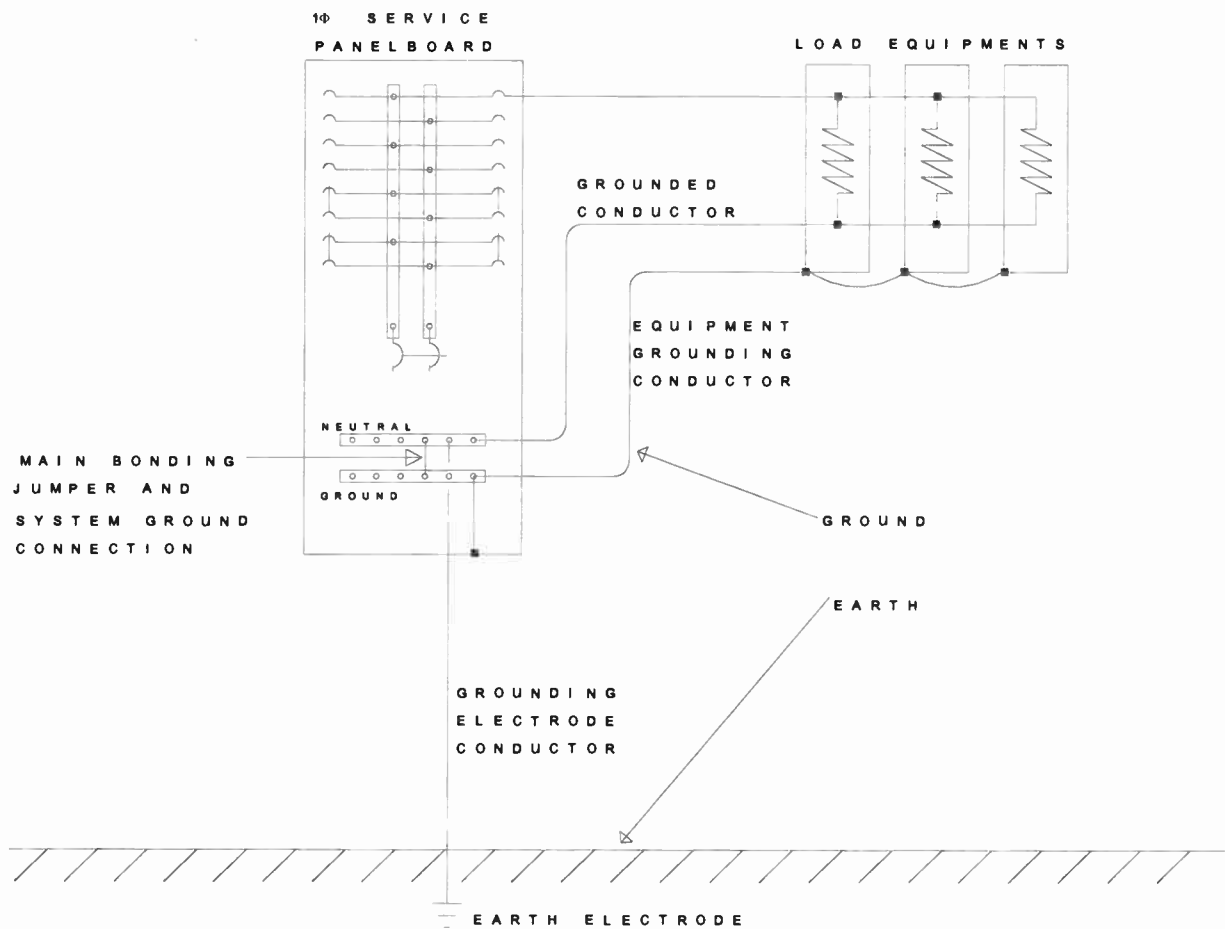 1Φ SERVICE
PANELBOARD
LOAD EQUIPMENTS
GROUNDED
CONDUCTOR
EQUIPMENT
GROUNDING
CONDUCTOR
NEUTRAL
MAIN BONDING
JUMPER AND
SYSTEM GROUND
CONNECTION
GROUND
GROUND
EARTH
GROUNDING
ELECTRODE
CONDUCTOR
EARTH ELECTRODE